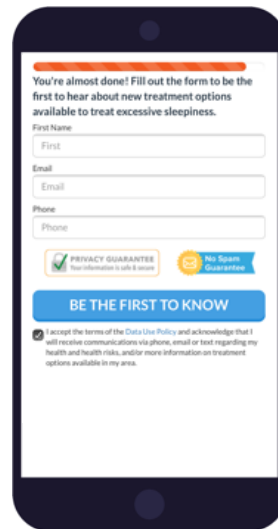 You're almost done! Fill out the form to be the
first to hear about new treatment options
available to treat excessive sleepiness.
First Name
First
Email
Email
Phone
Phone
PRIVACY GUARANTEE
Your information is safe & secure
No Spam
Guarantee
BE THE FIRST TO KNOW
I accept the terms of the Data Use Policy and acknowledge that I
will receive communications via phone, email or text regarding my
health and health risks, and/or more information on treatment
options available in my area.